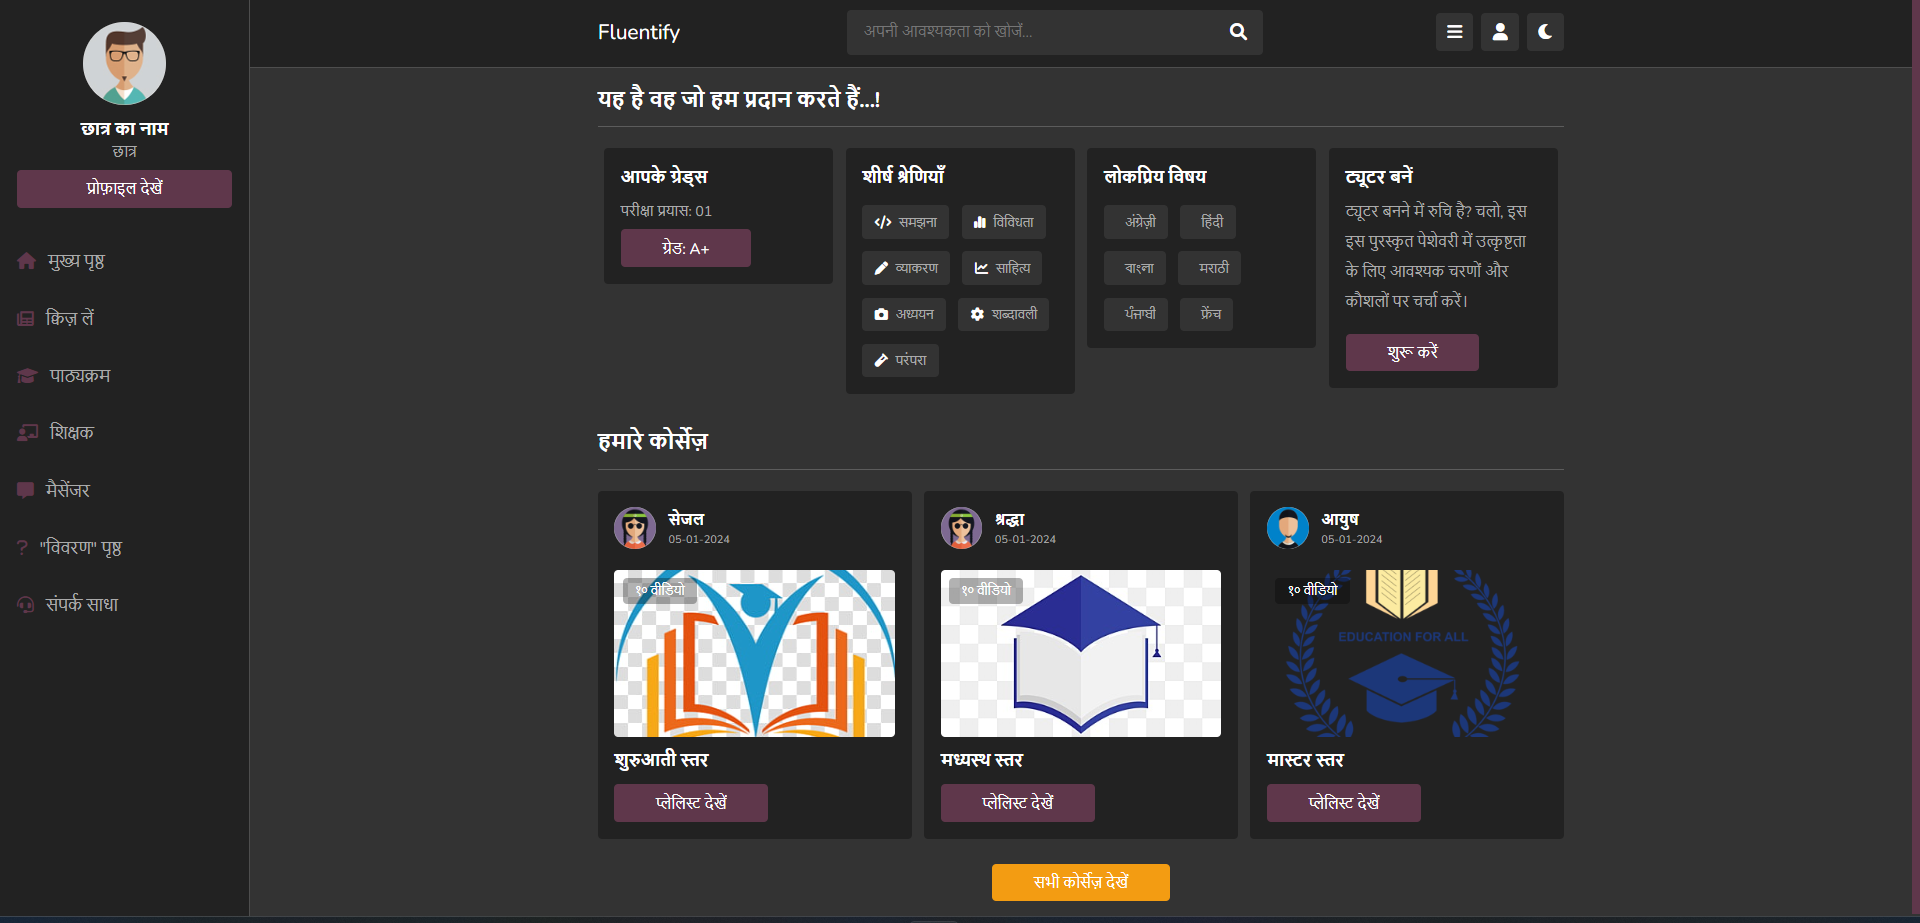 छात्र का नाम
छात्र
प्रोफ़ाइल देखें
मुख्य पृष्ठ
क्विज़ लें
पाठ्यक्रम
शिक्षक
मैसेंजर
"विवरण" पृष्ठ
संपर्क साधा
Fluentify
अपनी आवश्यकता को खोजें...
यह है वह जो हम प्रदान करते हैं...!
आपके ग्रेड्स
परीक्षा प्रयास: 01
ग्रेड: A+
शीर्ष श्रेणियाँ
समझना
विविधता
व्याकरण
साहित्य
अध्ययन
शब्दावली
परंपरा
लोकप्रिय विषय
अंग्रेज़ी
हिंदी
বাংলা
मराठी
ਪੰਜਾਬੀ
फ्रेंच
ट्यूटर बनें
ट्यूटर बनने में रुचि है? चलो, इस
इस पुरस्कृत पेशेवरी में उत्कृष्टता
के लिए आवश्यक चरणों और
कौशलों पर चर्चा करें।
शुरू करें
हमारे कोर्सेज़
सेजल
05-01-2024
१० वीडियो
शुरुआती स्तर
प्लेलिस्ट देखें
श्रद्धा
05-01-2024
१० वीडियो
मध्यस्थ स्तर
प्लेलिस्ट देखें
आयुष
05-01-2024
१० वीडियो
EDUCATION FOR ALL
मास्टर स्तर
प्लेलिस्ट देखें
सभी कोर्सेज़ देखें